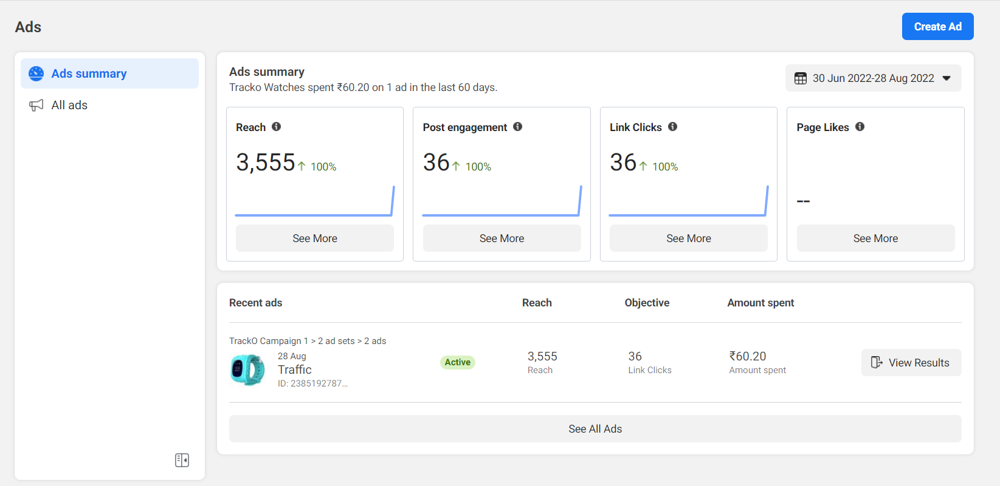 Ads
Create Ad
Ads summary
All ads
Ads summary
Tracko Watches spent ₹60.20 on 1 ad in the last 60 days.
30 Jun 2022-28 Aug 2022
Reach
3,555 ↑ 100%
See More
Post engagement
36 ↑ 100%
See More
Link Clicks
36 ↑ 100%
See More
Page Likes
--
See More
Recent ads Reach Objective Amount spent
TrackO Campaign 1 > 2 ad sets > 2 ads
28 Aug
Traffic
ID: 2385192787...
Active
3,555
Reach
36
Link Clicks
₹60.20
Amount spent
View Results
See All Ads